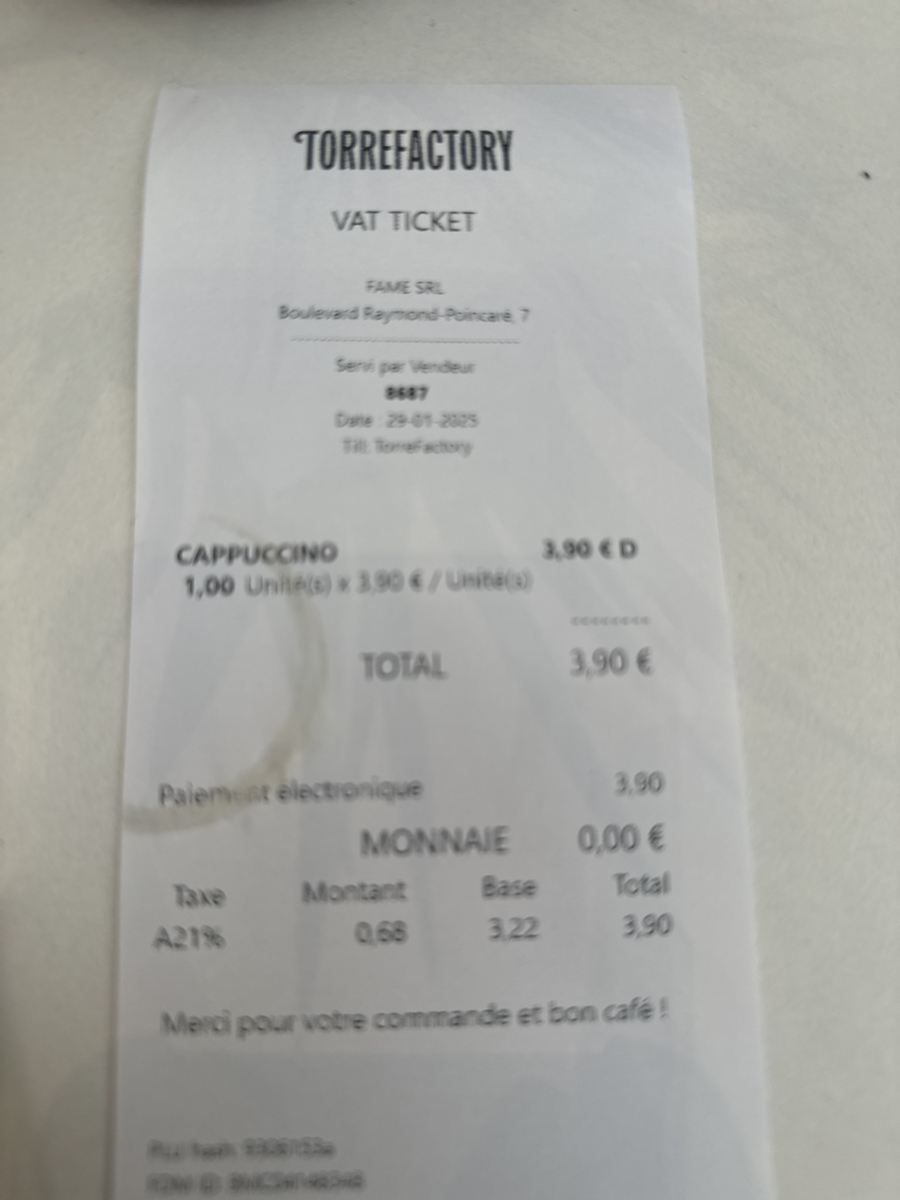 TORREFACTORY
VAT TICKET
FAME SRL
Boulevard Raymond-Poincaré, 7
Servi par Vendeur
8687
Date : 29-01-2025
Till: TorreFactory
CAPPUCCINO 3,90 € D
1,00 Unité(s) x 3,90 € / Unité(s)
TOTAL 3,90 €
Paiement électronique 3,90
MONNAIE 0,00 €
Taxe Montant Base Total
A21% 0,68 3,22 3,90
Merci pour votre commande et bon café !